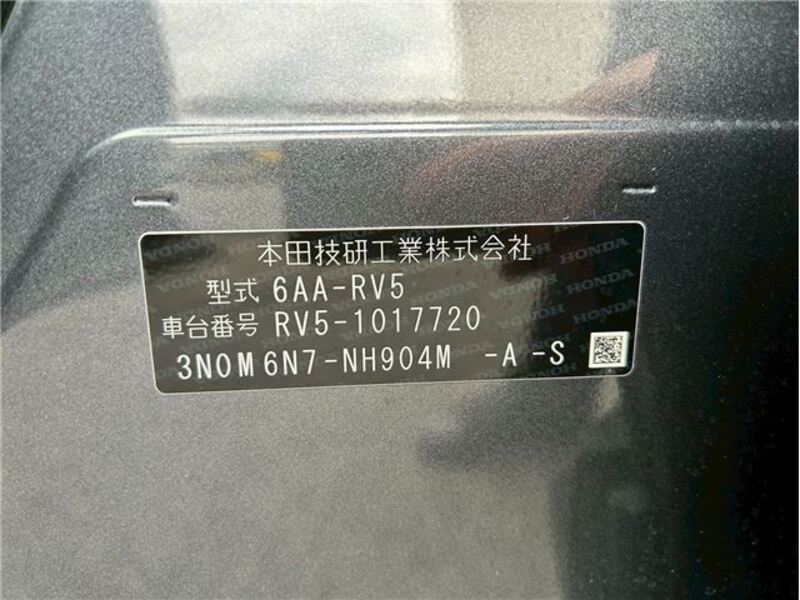 本田技研工業株式会社
型式 6AA-RV5
車台番号 RV5-1017720
3N0M6N7-NH904M -A-S